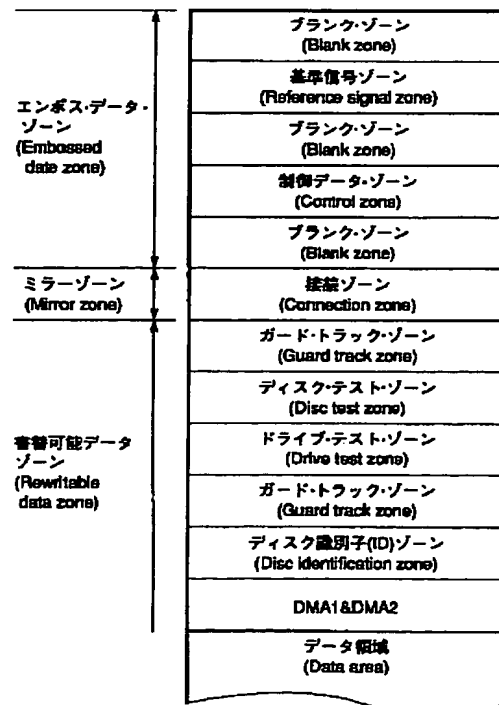 エンボス・データ・
ゾーン
(Embossed
date zone)
ミラーゾーン
(Mirror zone)
書替可能データ
ゾーン
(Rewritable
data zone)
ブランク・ゾーン
(Blank zone)
基準信号ゾーン
(Reference signal zone)
ブランク・ゾーン
(Blank zone)
制御データ・ゾーン
(Control zone)
ブランク・ゾーン
(Blank zone)
接続ゾーン
(Connection zone)
ガード・トラック・ゾーン
(Guard track zone)
ディスク・テスト・ゾーン
(Disc test zone)
ドライブ・テスト・ゾーン
(Drive test zone)
ガード・トラック・ゾーン
(Guard track zone)
ディスク識別子(ID)ゾーン
(Disc identification zone)
DMA1&DMA2
データ領域
(Data area)